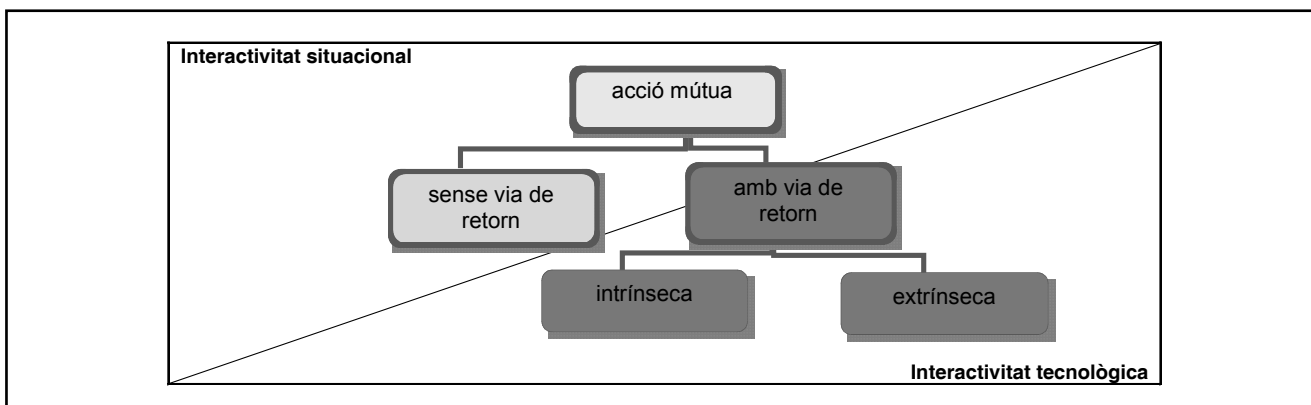 Interactivitat situacional
acció mútua
sense via de
retorn
amb via de
retorn
intrínseca
extrínseca
Interactivitat tecnològica